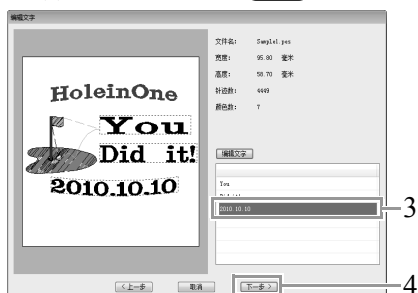 编辑文字
文件名: Sample1.pes
宽度: 95.80 毫米
高度: 58.70 毫米
针迹数: 4449
颜色数: 7
HoleinOne
You
Did it!
2010.10.10
编辑文字
You
Did it!
2010.10.10
3
<上一步 取消 下一步>
4